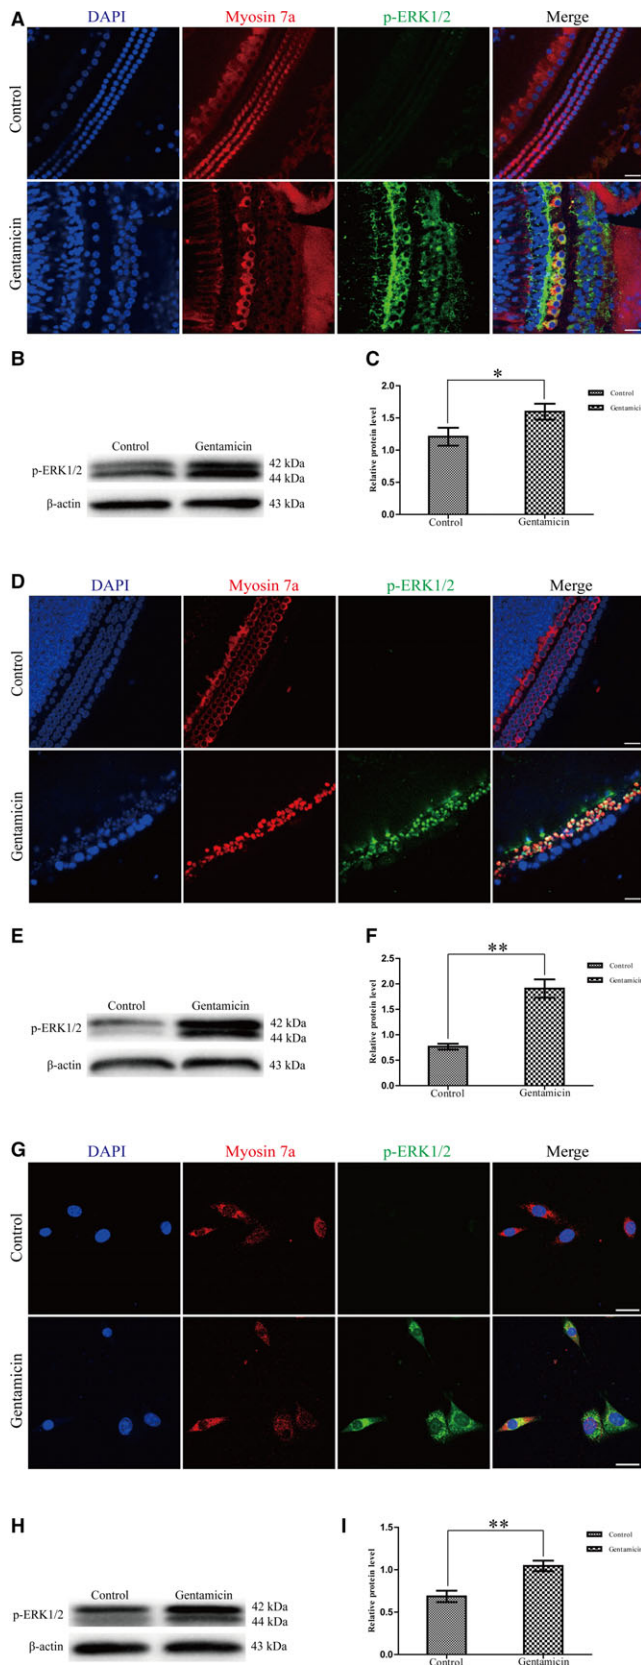 A
DAPI Myosin 7a p-ERK1/2 Merge
Control
Gentamicin
B
Control Gentamicin
p-ERK1/2 42 kDa
44 kDa
β-actin 43 kDa
C
*
Relative protein level
2.0
1.5
1.0
0.5
0.0
Control Gentamicin
Control
Gentamicin
D
DAPI Myosin 7a p-ERK1/2 Merge
Control
Gentamicin
E
Control Gentamicin
p-ERK1/2 42 kDa
44 kDa
β-actin 43 kDa
F
**
Relative protein level
2.5
2.0
1.5
1.0
0.5
0.0
Control Gentamicin
Control
Gentamicin
G
DAPI Myosin 7a p-ERK1/2 Merge
Control
Gentamicin
H
Control Gentamicin
p-ERK1/2 42 kDa
44 kDa
β-actin 43 kDa
I
**
Relative protein level
1.5
1.0
0.5
0.0
Control Gentamicin
Control
Gentamicin